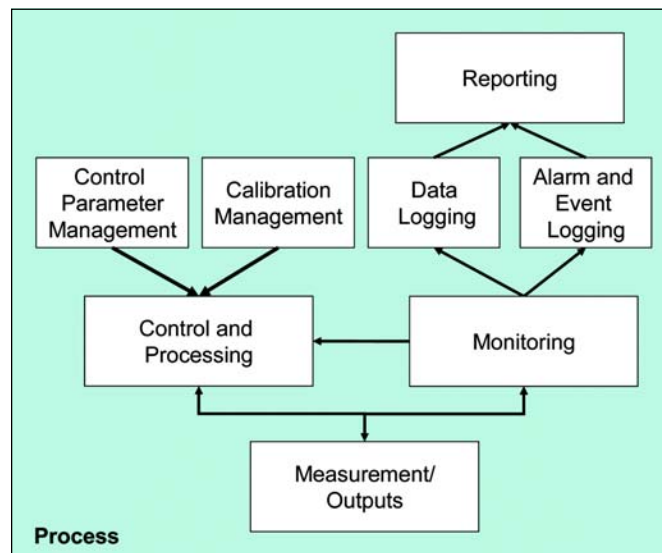 Reporting
Control
Parameter
Management
Calibration
Management
Data
Logging
Alarm and
Event
Logging
Control and
Processing
Monitoring
Measurement/
Outputs
Process